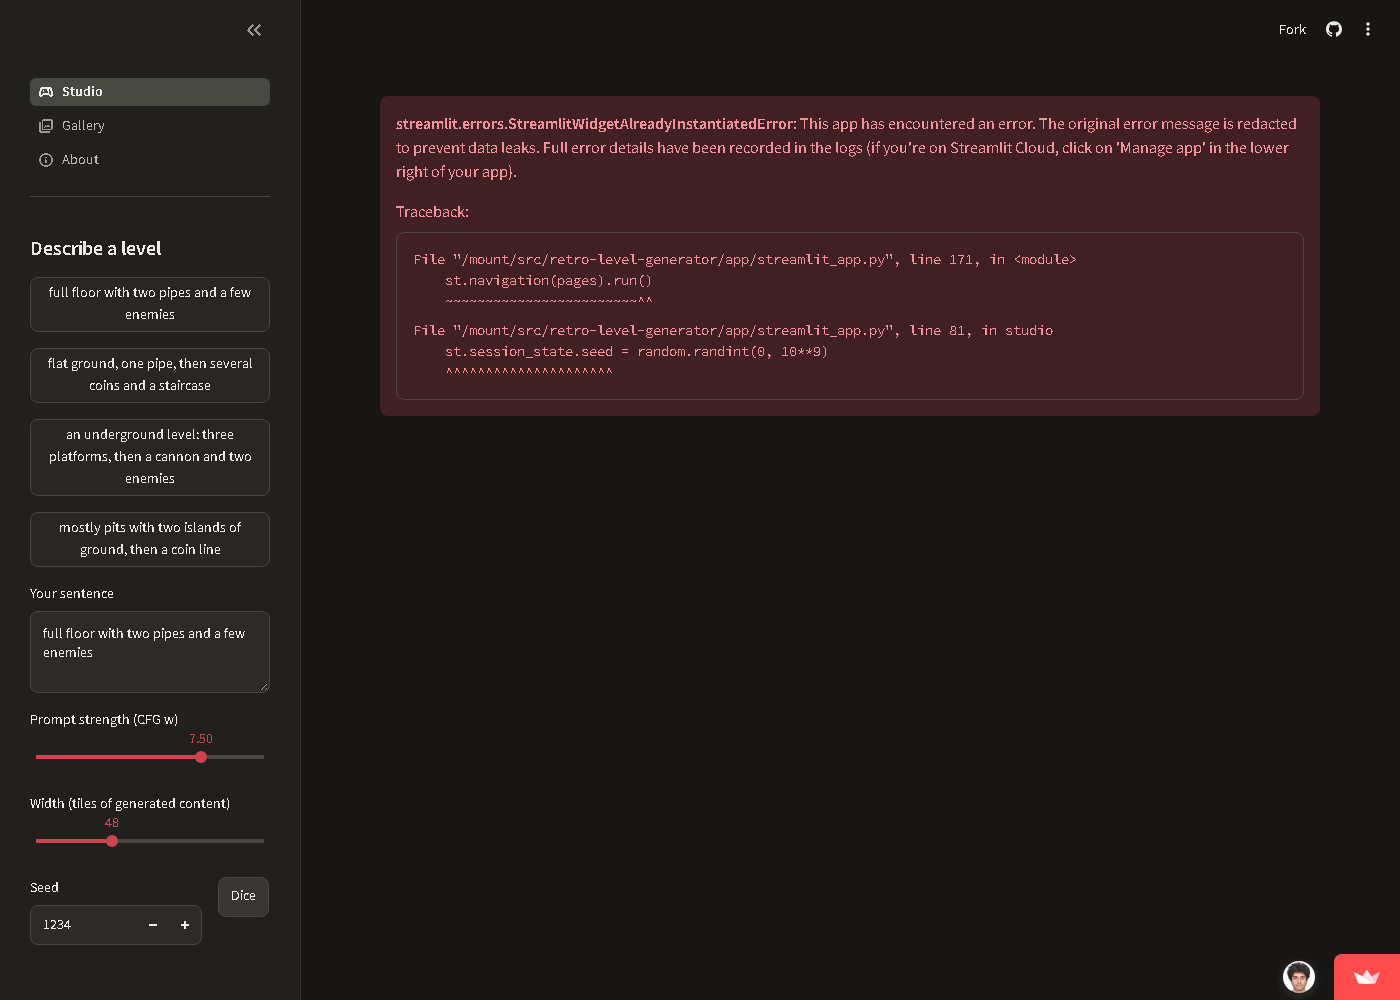 Fork
Studio
Gallery
About
Describe a level
full floor with two pipes and a few
enemies
flat ground, one pipe, then several
coins and a staircase
an underground level: three
platforms, then a cannon and two
enemies
mostly pits with two islands of
ground, then a coin line
Your sentence
full floor with two pipes and a few
enemies
Prompt strength (CFG w)
7.50
Width (tiles of generated content)
48
Seed
Dice
1234
streamlit.errors.StreamlitWidgetAlreadyInstantiatedError: This app has encountered an error. The original error message is redacted
to prevent data leaks. Full error details have been recorded in the logs (if you're on Streamlit Cloud, click on 'Manage app' in the lower
right of your app).
Traceback:
File "/mount/src/retro-level-generator/app/streamlit_app.py", line 171, in <module>
st.navigation(pages).run()
~~~~~~~~~~~~~~~~~~~~~~~~^^
File "/mount/src/retro-level-generator/app/streamlit_app.py", line 81, in studio
st.session_state.seed = random.randint(0, 10**9)
^^^^^^^^^^^^^^^^^^^^^